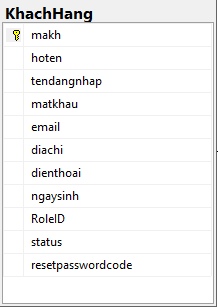 KhachHang
makh
hoten
tendangnhap
matkhau
email
diachi
dienthoai
ngaysinh
RoleID
status
resetpasswordcode